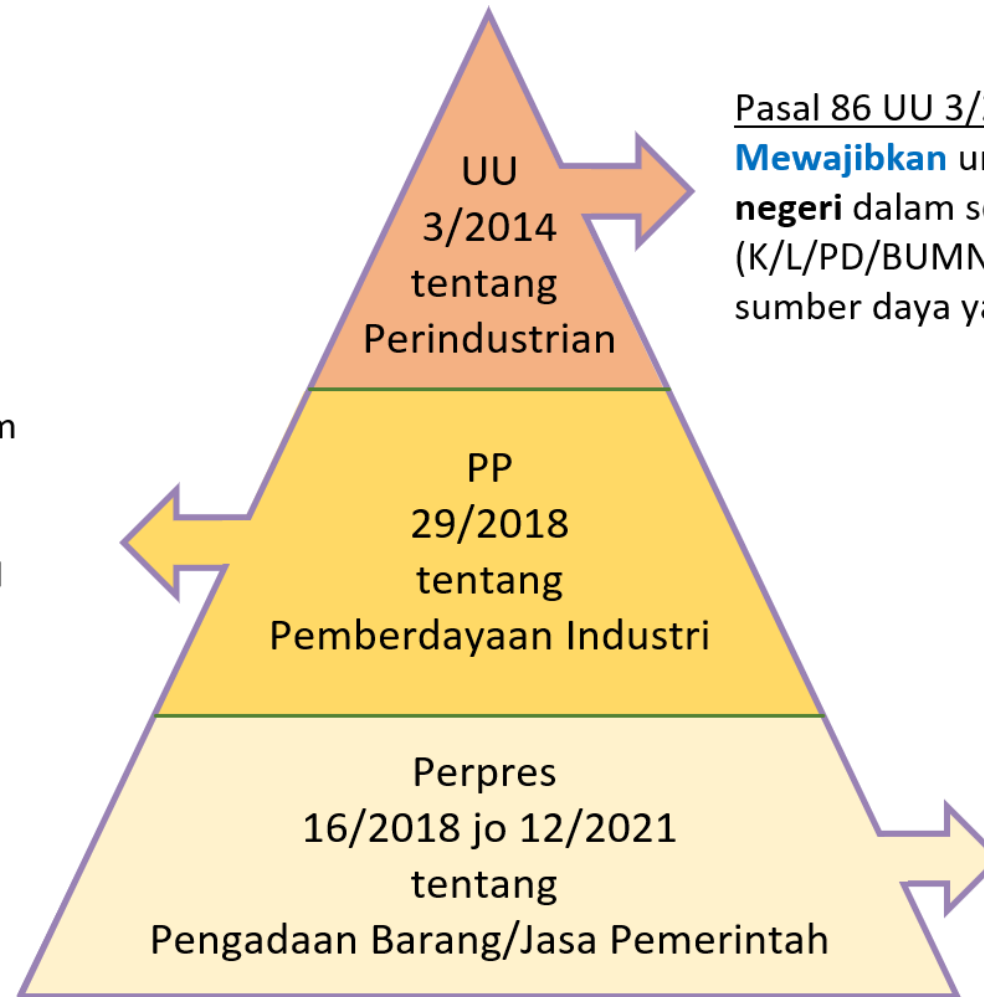 UU
3/2014
tentang
Perindustrian
Pasal 86 UU 3/
Mewajibkan
negeri dalam
(K/L/PD/BUMN
sumber daya
PP
29/2018
tentang
Pemberdayaan Industri
Perpres
16/2018 jo 12/2021
tentang
Pengadaan Barang/Jasa Pemerintah